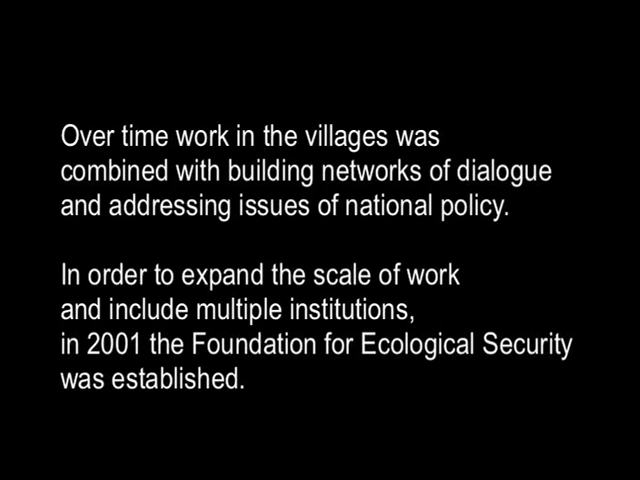 Over time work in the villages was
combined with building networks of dialogue
and addressing issues of national policy.
In order to expand the scale of work
and include multiple institutions,
in 2001 the Foundation for Ecological Security
was established.